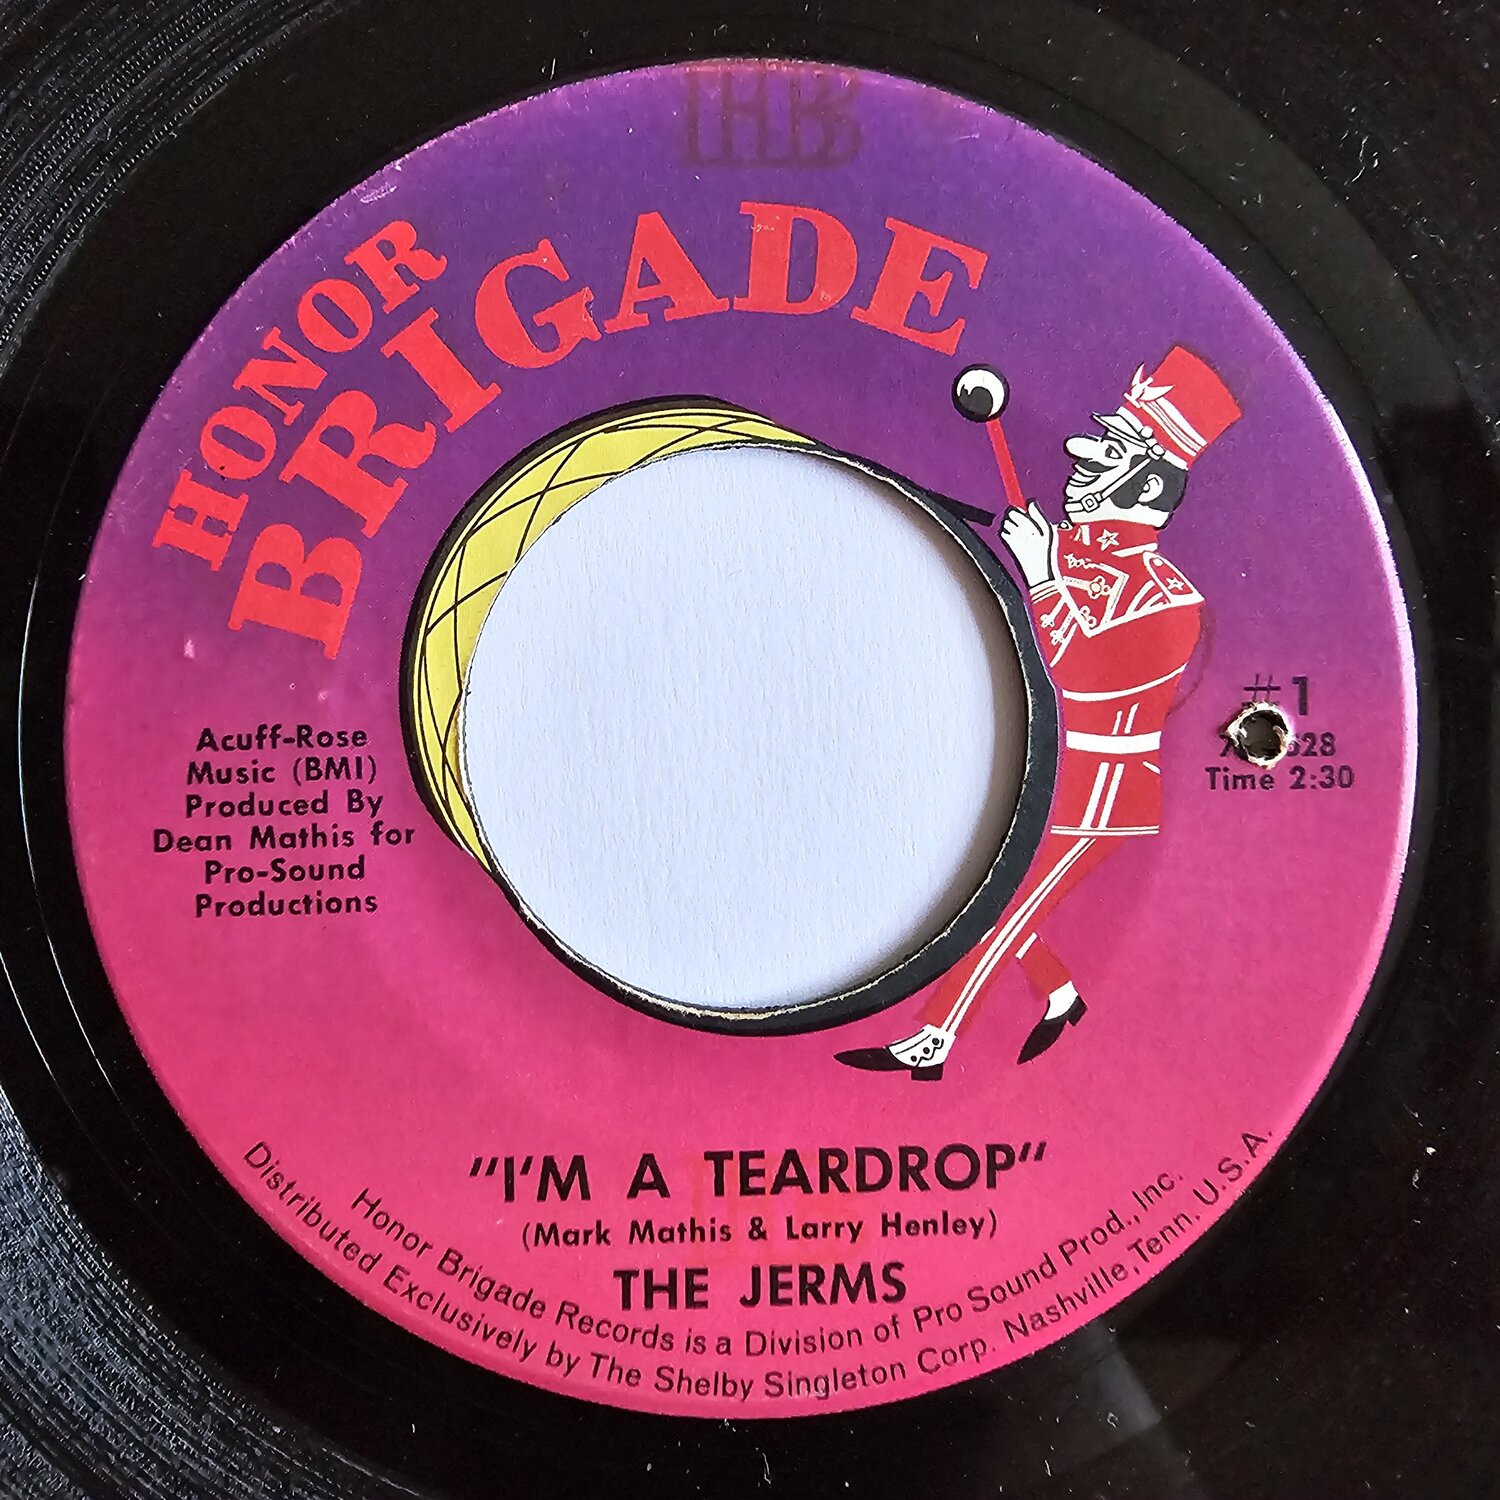 HONOR
BRIGADE
#1
Time 2:30
Acuff-Rose
Music (BMI)
Produced By
Dean Mathis for
Pro-Sound
Productions
"I'M A TEARDROP"
(Mark Mathis & Larry Henley)
THE JERMS
Honor Brigade Records is a Division of Pro Sound Prod., Inc.
Distributed Exclusively by The Shelby Singleton Corp. Nashville, Tenn. U.S.A.